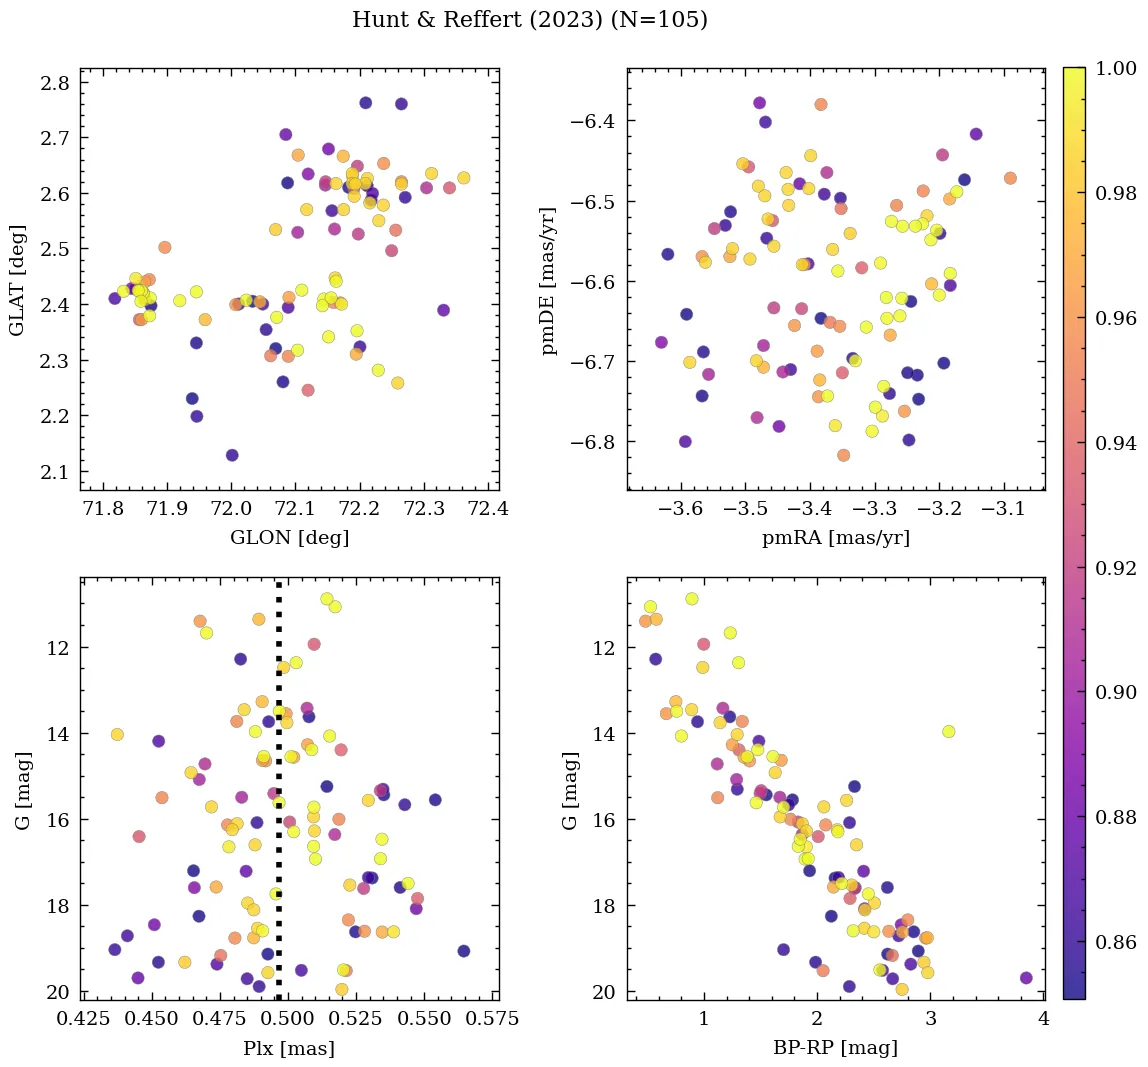 Hunt & Reffert (2023) (N=105)
2.8
2.7
2.6
2.5
2.4
2.3
2.2
2.1
GLAT [deg]
71.8 71.9 72.0 72.1 72.2 72.3 72.4
GLON [deg]
−6.4
−6.5
−6.6
−6.7
−6.8
pmDE [mas/yr]
−3.6 −3.5 −3.4 −3.3 −3.2 −3.1
pmRA [mas/yr]
1.00
0.98
0.96
0.94
0.92
0.90
0.88
0.86
12
14
16
18
20
G [mag]
0.425 0.450 0.475 0.500 0.525 0.550 0.575
Plx [mas]
12
14
16
18
20
G [mag]
1 2 3 4
BP-RP [mag]